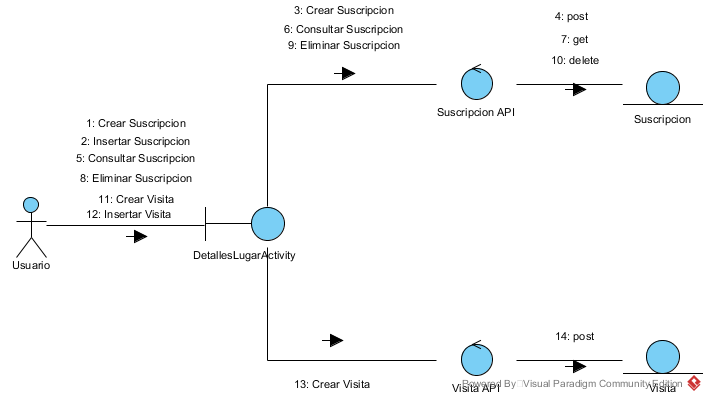 3: Crear Suscripcion
6: Consultar Suscripcion
9: Eliminar Suscripcion
4: post
7: get
10: delete
Suscripcion API
Suscripcion
1: Crear Suscripcion
2: Insertar Suscripcion
5: Consultar Suscripcion
8: Eliminar Suscripcion
11: Crear Visita
12: Insertar Visita
Usuario
DetallesLugarActivity
14: post
13: Crear Visita
Visita API
Visita
Powered By Visual Paradigm Community Edition